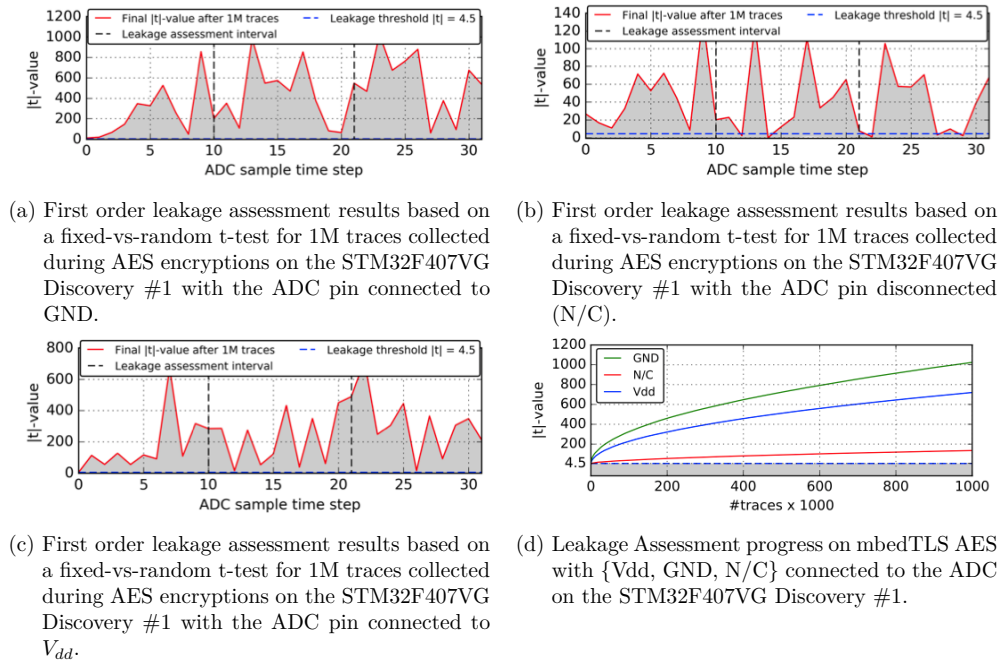 1200
1000
800
600
400
200
0
|t|-value
Final |t|-value after 1M traces
Leakage threshold |t| = 4.5
Leakage assessment interval
0 5 10 15 20 25 30
ADC sample time step
(a) First order leakage assessment results based on
a fixed-vs-random t-test for 1M traces collected
during AES encryptions on the STM32F407VG
Discovery #1 with the ADC pin connected to
GND.
140
120
100
80
60
40
20
0
|t|-value
Final |t|-value after 1M traces
Leakage threshold |t| = 4.5
Leakage assessment interval
0 5 10 15 20 25 30
ADC sample time step
(b) First order leakage assessment results based on
a fixed-vs-random t-test for 1M traces collected
during AES encryptions on the STM32F407VG
Discovery #1 with the ADC pin disconnected
(N/C).
800
600
400
200
0
|t|-value
Final |t|-value after 1M traces
Leakage threshold |t| = 4.5
Leakage assessment interval
0 5 10 15 20 25 30
ADC sample time step
(c) First order leakage assessment results based on
a fixed-vs-random t-test for 1M traces collected
during AES encryptions on the STM32F407VG
Discovery #1 with the ADC pin connected to
Vdd.
1200
1000
800
600
400
200
4.5
|t|-value
GND
N/C
Vdd
0 200 400 600 800 1000
#traces x 1000
(d) Leakage Assessment progress on mbedTLS AES
with {Vdd, GND, N/C} connected to the ADC
on the STM32F407VG Discovery #1.